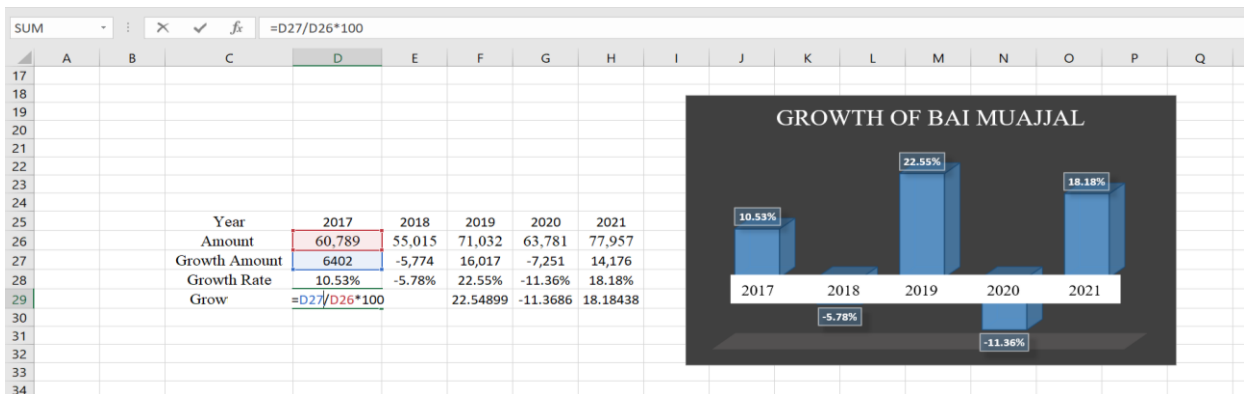 SUM =D27/D26*100
A B C D E F G H I J K L M N O P Q
17
18
19
20
21
22
23
24
25 Year 2017 2018 2019 2020 2021
26 Amount 60,789 55,015 71,032 63,781 77,957
27 Growth Amount 6402 -5,774 16,017 -7,251 14,176
28 Growth Rate 10.53% -5.78% 22.55% -11.36% 18.18%
29 Grow =D27/D26*100 22.54899 -11.3686 18.18438
30
31
32
33
34
GROWTH OF BAI MUAJJAL
22.55%
18.18%
10.53%
2017 2018 2019 2020 2021
-5.78%
-11.36%